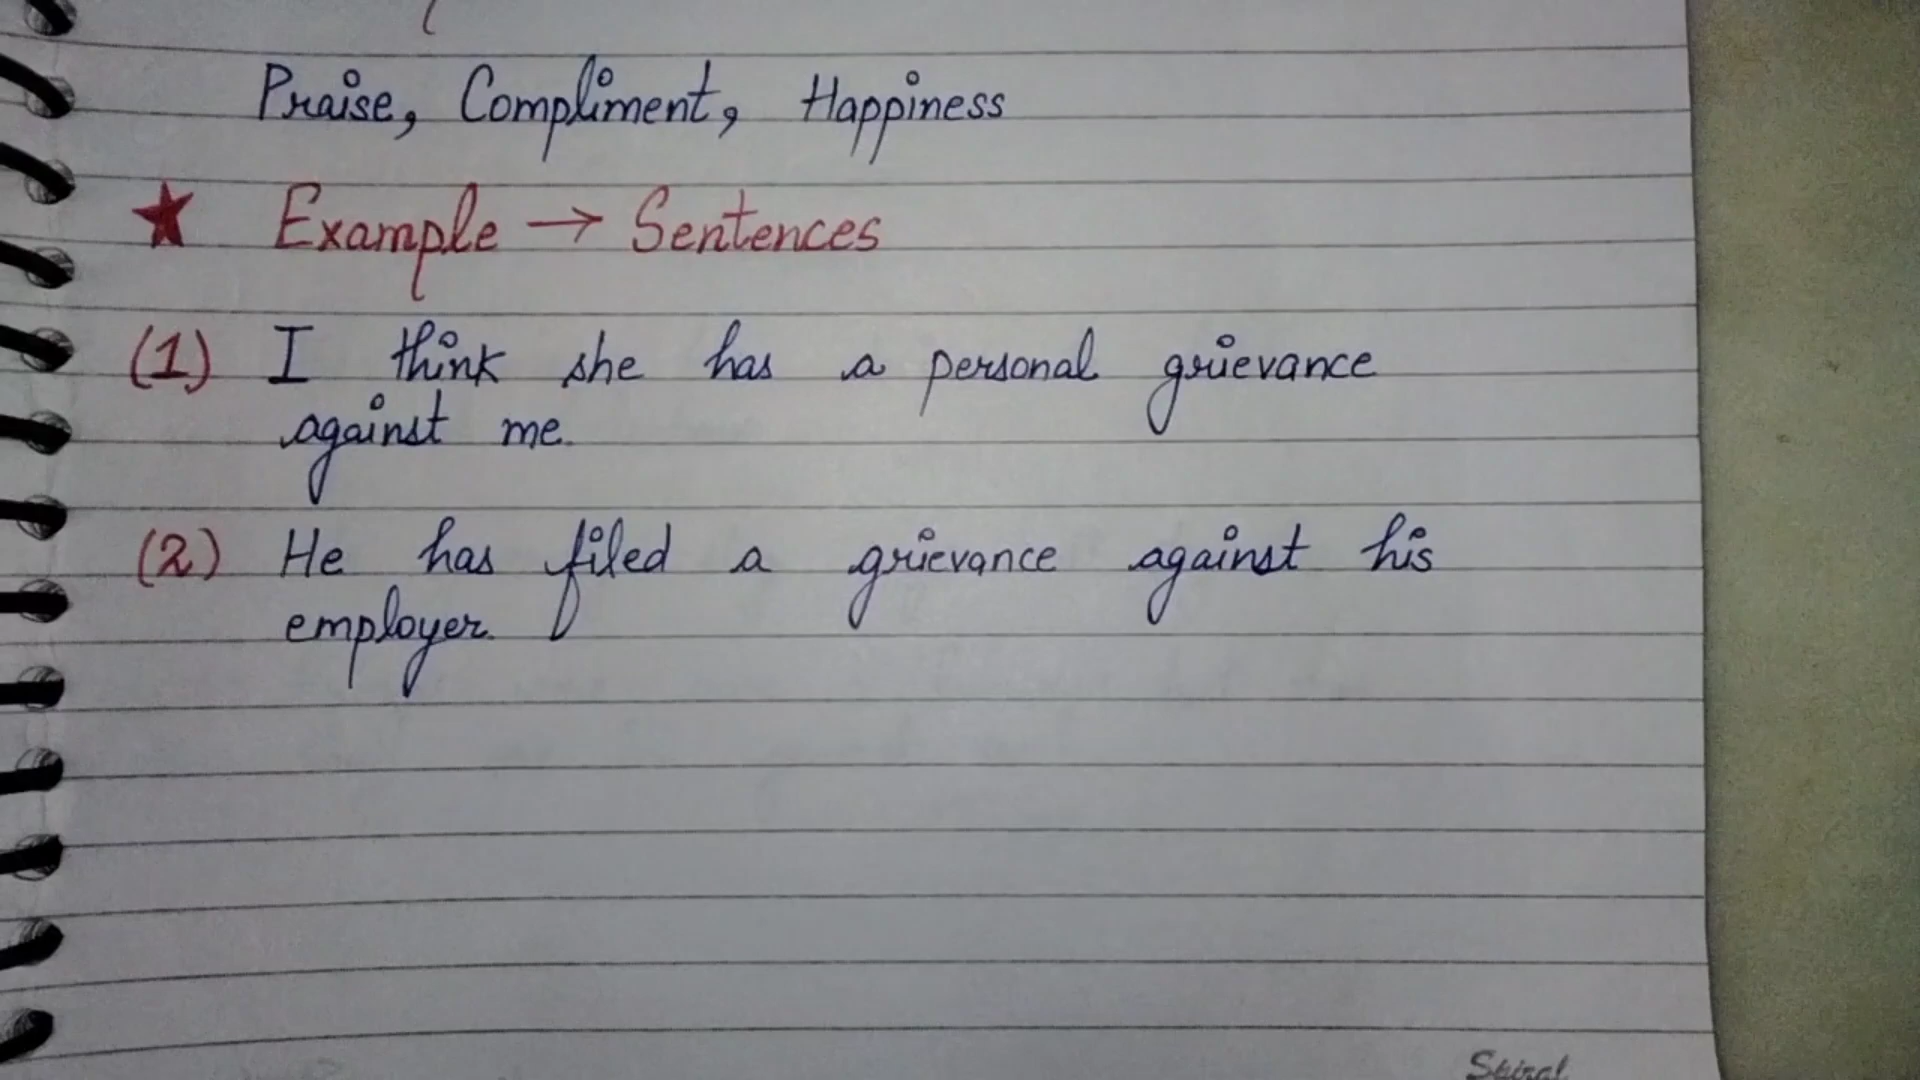 Praise, Compliment, Happiness
★ Example → Sentences
(1) I think she has a personal grievance
against me.
(2) He has filed a grievance against his
employer.
Spiral